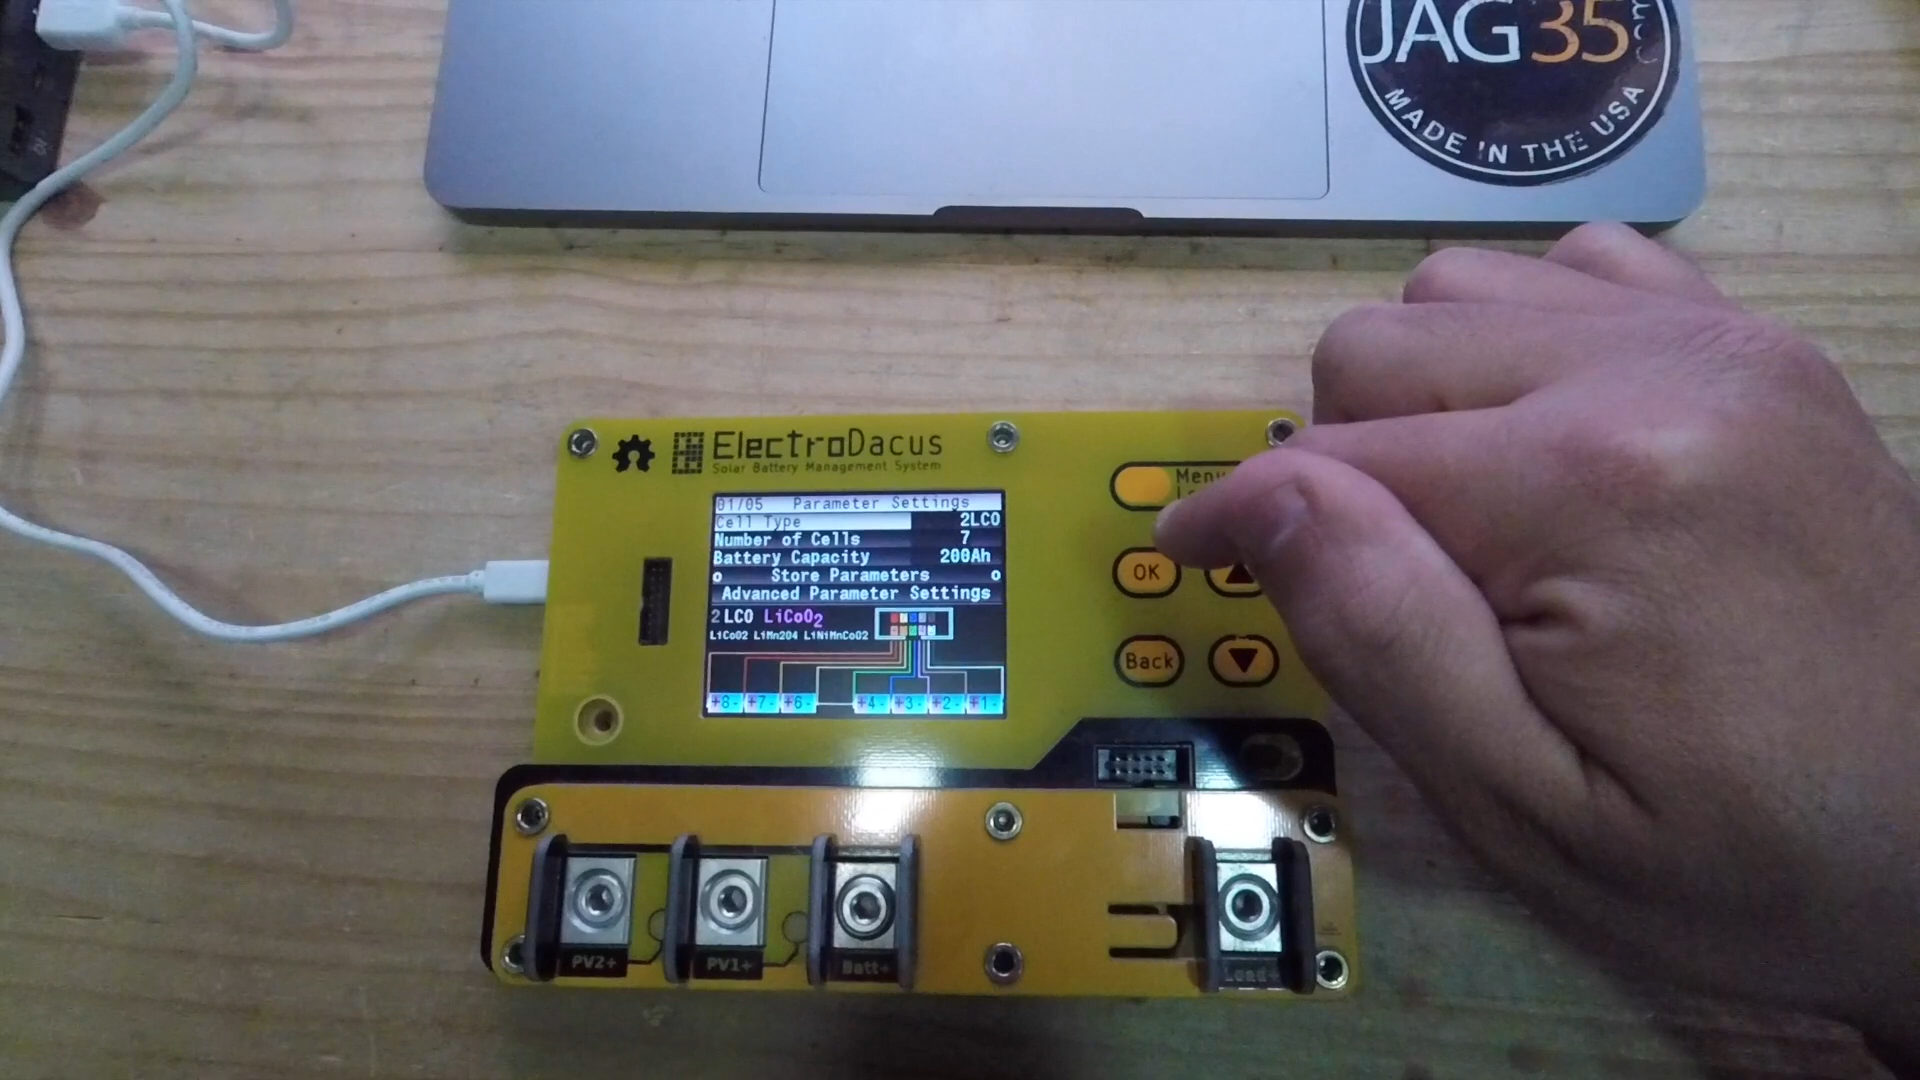 JAG35
.com
MADE IN THE USA
ElectroDacus
Solar Battery Management System
01/05 Parameter Settings
Cell Type 2LCO
Number of Cells 7
Battery Capacity 200Ah
o Store Parameters o
Advanced Parameter Settings
2 LCO LiCoO2
LiCoO2 LiMn2O4 LiNiMnCoO2
+8- +7- +6- +4- +3- +2- +1-
Menu
OK
Back
PV2+
PV1+
Batt+
Load+